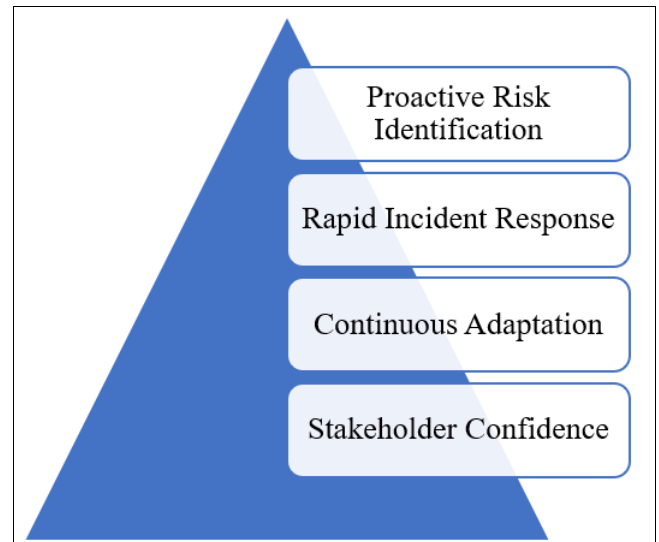 Proactive Risk
Identification
Rapid Incident Response
Continuous Adaptation
Stakeholder Confidence